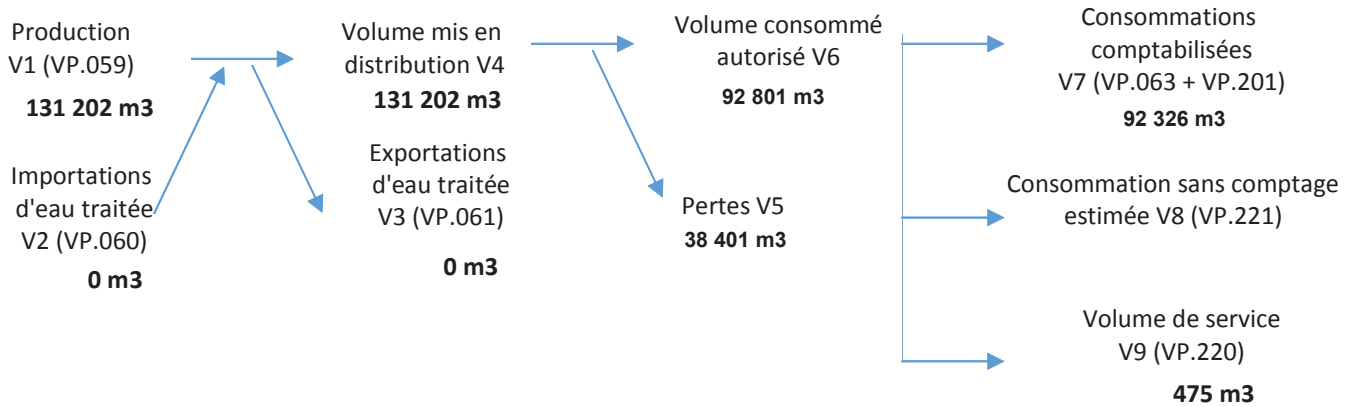 Production
V1 (VP.059)
131 202 m3
Importations
d'eau traitée
V2 (VP.060)
0 m3
Volume mis en
distribution V4
131 202 m3
Exportations
d'eau traitée
V3 (VP.061)
0 m3
Volume consommé
autorisé V6
92 801 m3
Pertes V5
38 401 m3
Consommations
comptabilisées
V7 (VP.063 + VP.201)
92 326 m3
Consommation sans comptage
estimée V8 (VP.221)
Volume de service
V9 (VP.220)
475 m3